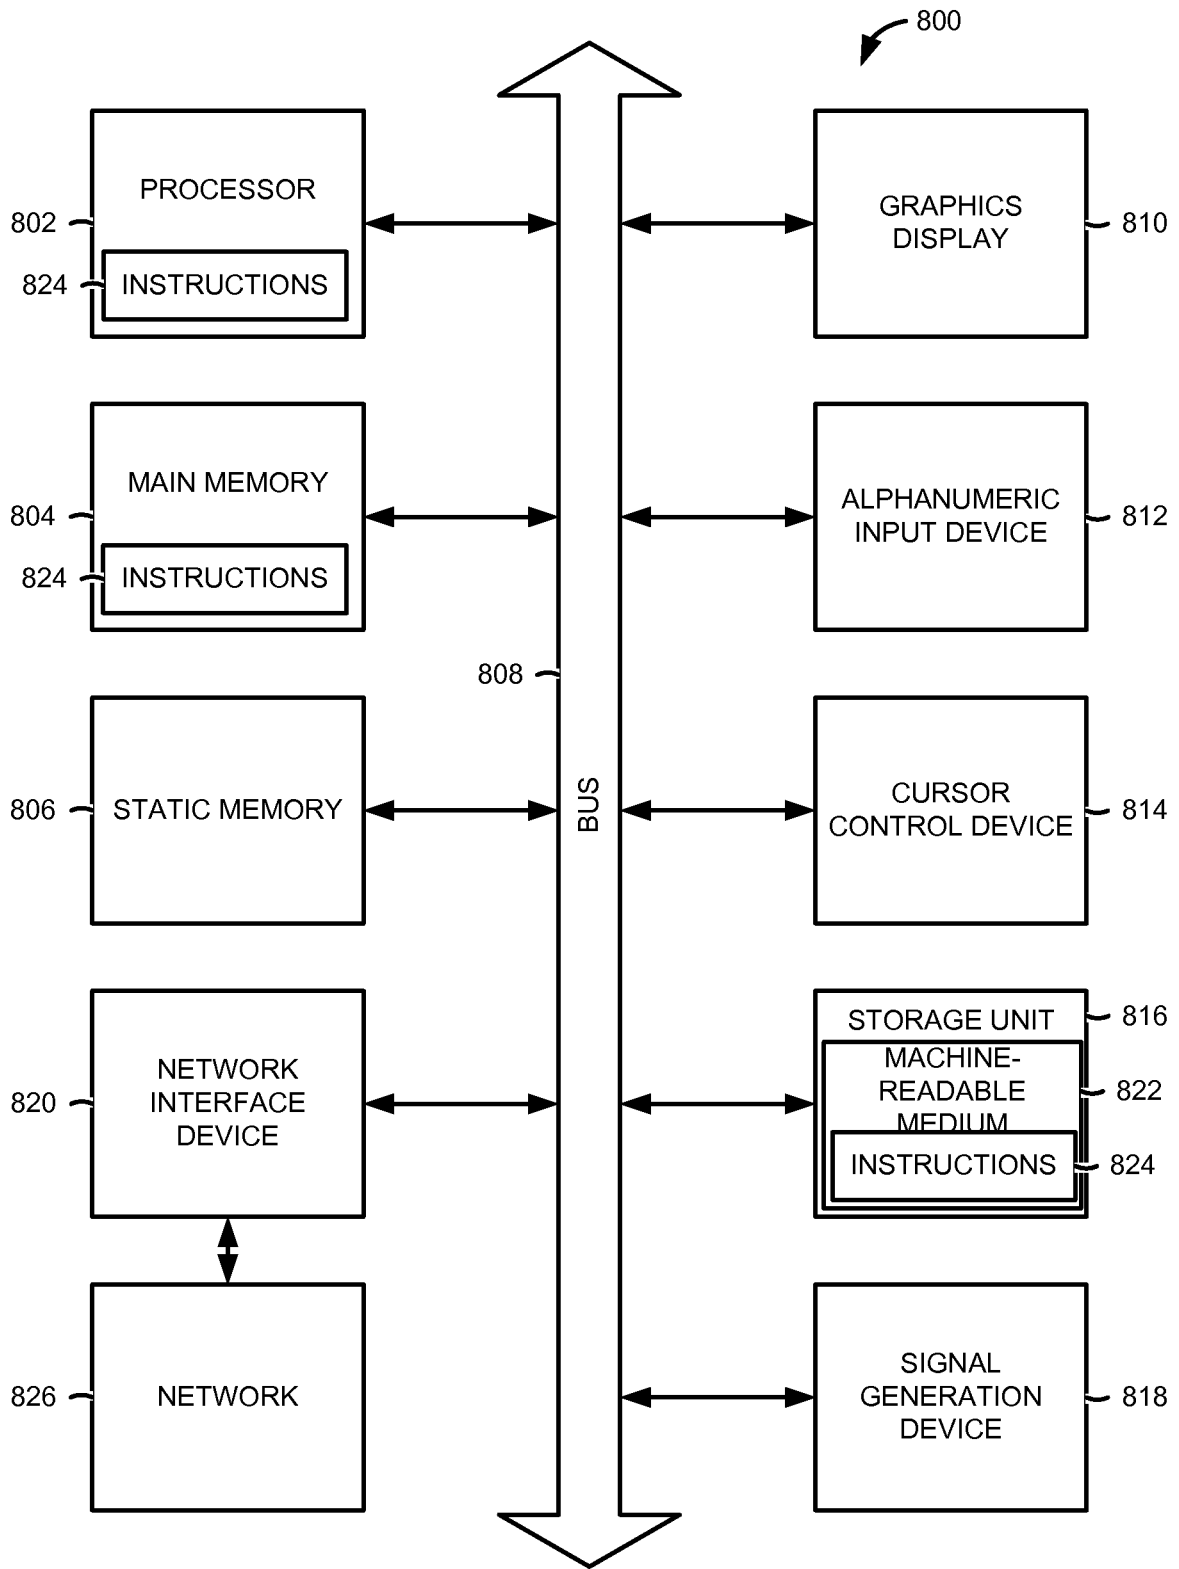 800
PROCESSOR
802
824
INSTRUCTIONS
GRAPHICS
DISPLAY
810
MAIN MEMORY
804
824
INSTRUCTIONS
ALPHANUMERIC
INPUT DEVICE
812
808
BUS
806
STATIC MEMORY
CURSOR
CONTROL DEVICE
814
820
NETWORK
INTERFACE
DEVICE
STORAGE UNIT
816
MACHINE-
READABLE
MEDIUM
822
INSTRUCTIONS
824
826
NETWORK
SIGNAL
GENERATION
DEVICE
818